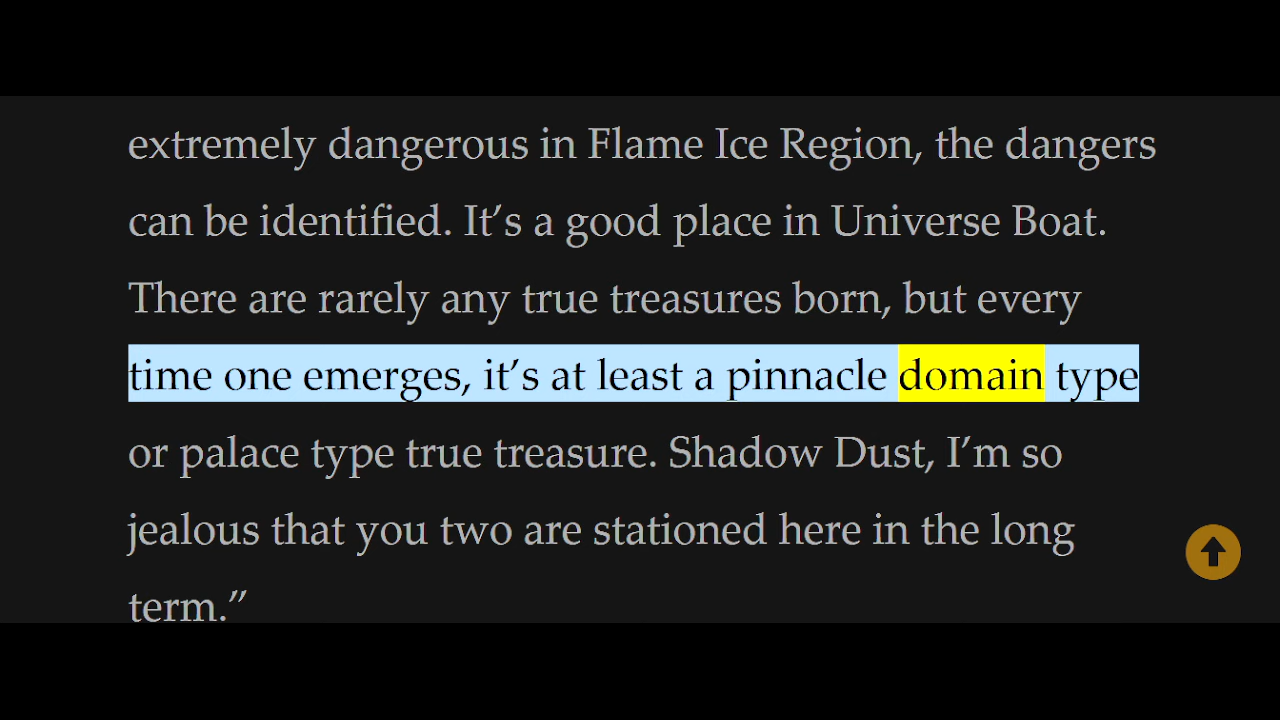 extremely dangerous in Flame Ice Region, the dangers
can be identified. It’s a good place in Universe Boat.
There are rarely any true treasures born, but every
time one emerges, it’s at least a pinnacle domain type
or palace type true treasure. Shadow Dust, I’m so
jealous that you two are stationed here in the long
term.”